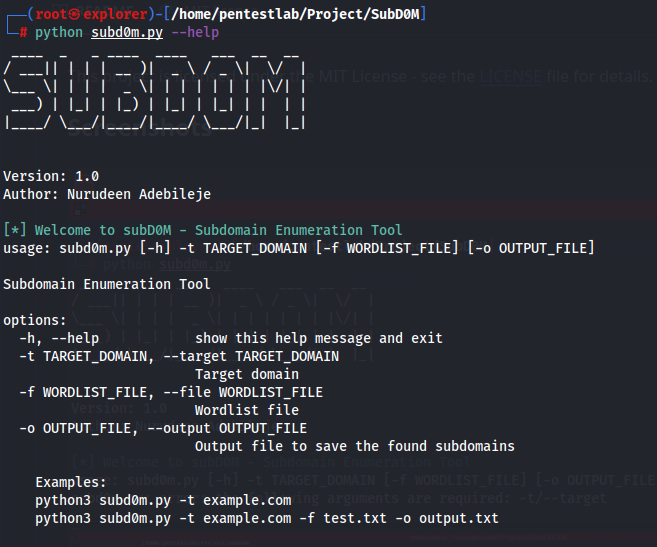 ┌──(root㉿explorer)-[/home/pentestlab/Project/SubD0M]
└─# python subd0m.py --help
SUBD0M
Version: 1.0
Author: Nurudeen Adebileje
[*] Welcome to subD0M - Subdomain Enumeration Tool
usage: subd0m.py [-h] -t TARGET_DOMAIN [-f WORDLIST_FILE] [-o OUTPUT_FILE]
Subdomain Enumeration Tool
options:
-h, --help show this help message and exit
-t TARGET_DOMAIN, --target TARGET_DOMAIN
Target domain
-f WORDLIST_FILE, --file WORDLIST_FILE
Wordlist file
-o OUTPUT_FILE, --output OUTPUT_FILE
Output file to save the found subdomains
Examples:
python3 subd0m.py -t example.com
python3 subd0m.py -t example.com -f test.txt -o output.txt